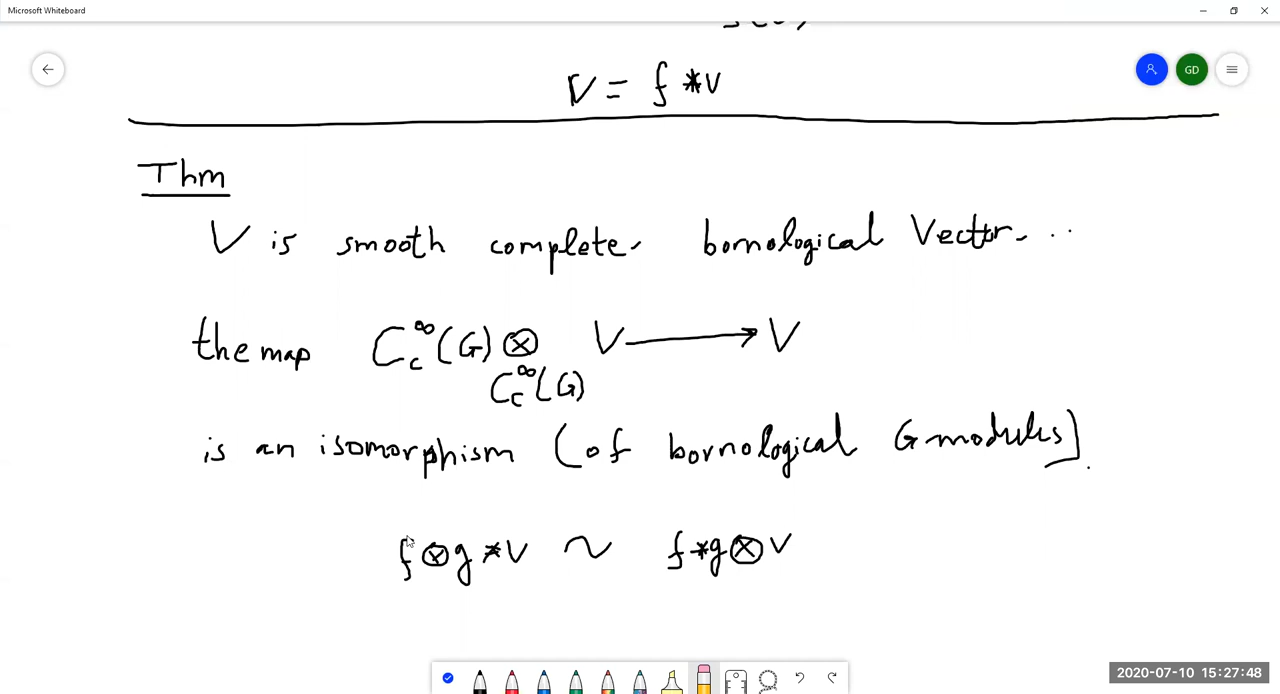 Microsoft Whiteboard
GD
V = f * v
Thm
V is smooth complete bornological Vector. ..
the map C_c^∞(G) ⊗_{C_c^∞(G)} V ⟶ V
is an isomorphism (of bornological G modules).
f ⊗ g * v ~ f * g ⊗ v
2020-07-10 15:27:48